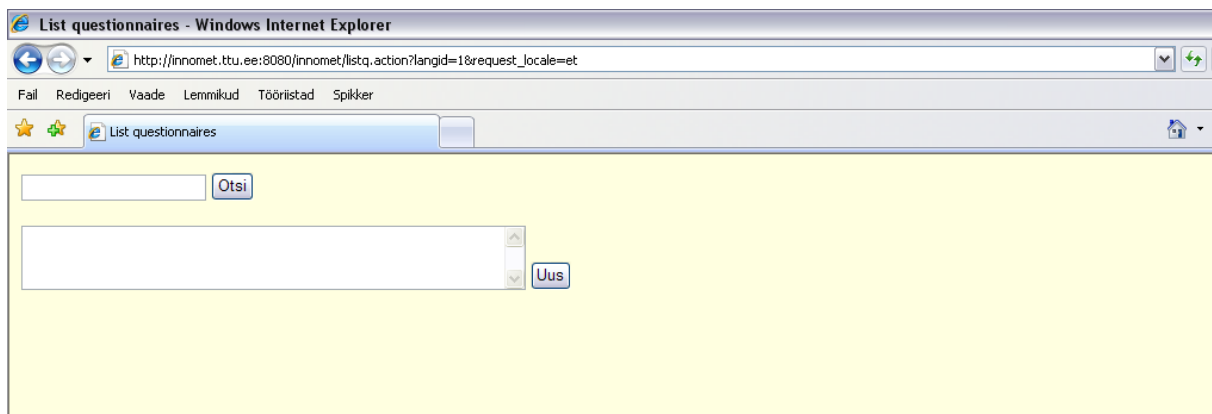 List questionnaires - Windows Internet Explorer
http://innomet.ttu.ee:8080/innomet/listq.action?langid=1&request_locale=et
Fail Redigeeri Vaade Lemmikud Tööriistad Spikker
List questionnaires
Otsi
Uus